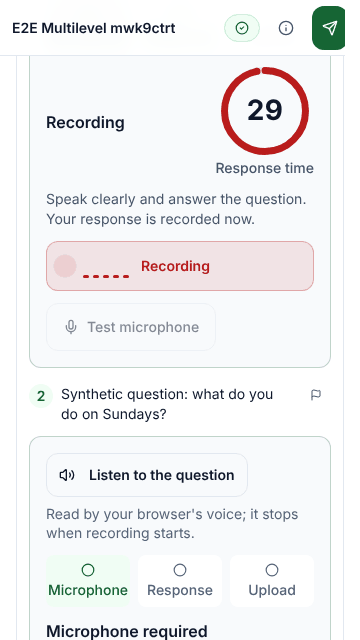 E2E Multilevel mwk9ctrt
Recording
29
Response time
Speak clearly and answer the question.
Your response is recorded now.
Recording
Test microphone
2
Synthetic question: what do you
do on Sundays?
Listen to the question
Read by your browser's voice; it stops
when recording starts.
Microphone
Response
Upload
Microphone required